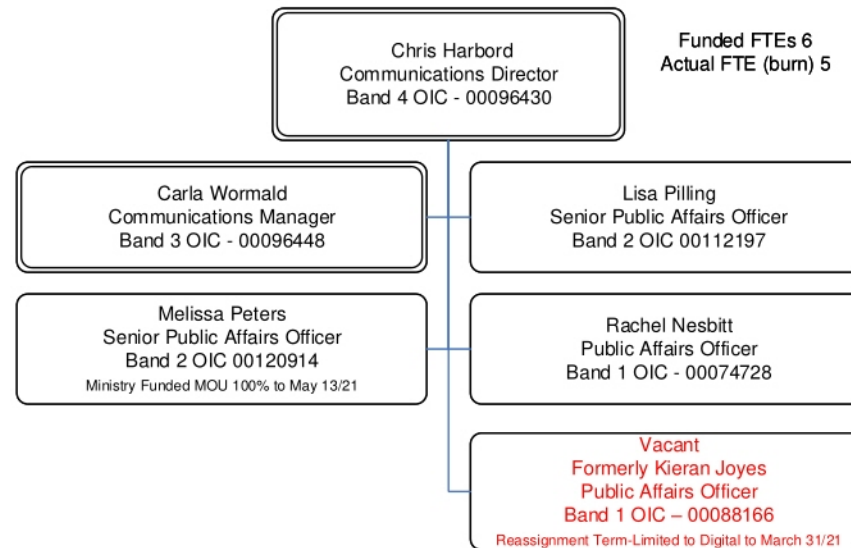 Chris Harbord
Communications Director
Band 4 OIC - 00096430
Funded FTEs 6
Actual FTE (burn) 5
Carla Wormald
Communications Manager
Band 3 OIC - 00096448
Lisa Pilling
Senior Public Affairs Officer
Band 2 OIC 00112197
Melissa Peters
Senior Public Affairs Officer
Band 2 OIC 00120914
Ministry Funded MOU 100% to May 13/21
Rachel Nesbitt
Public Affairs Officer
Band 1 OIC - 00074728
Vacant
Formerly Kieran Joyes
Public Affairs Officer
Band 1 OIC – 00088166
Reassignment Term-Limited to Digital to March 31/21